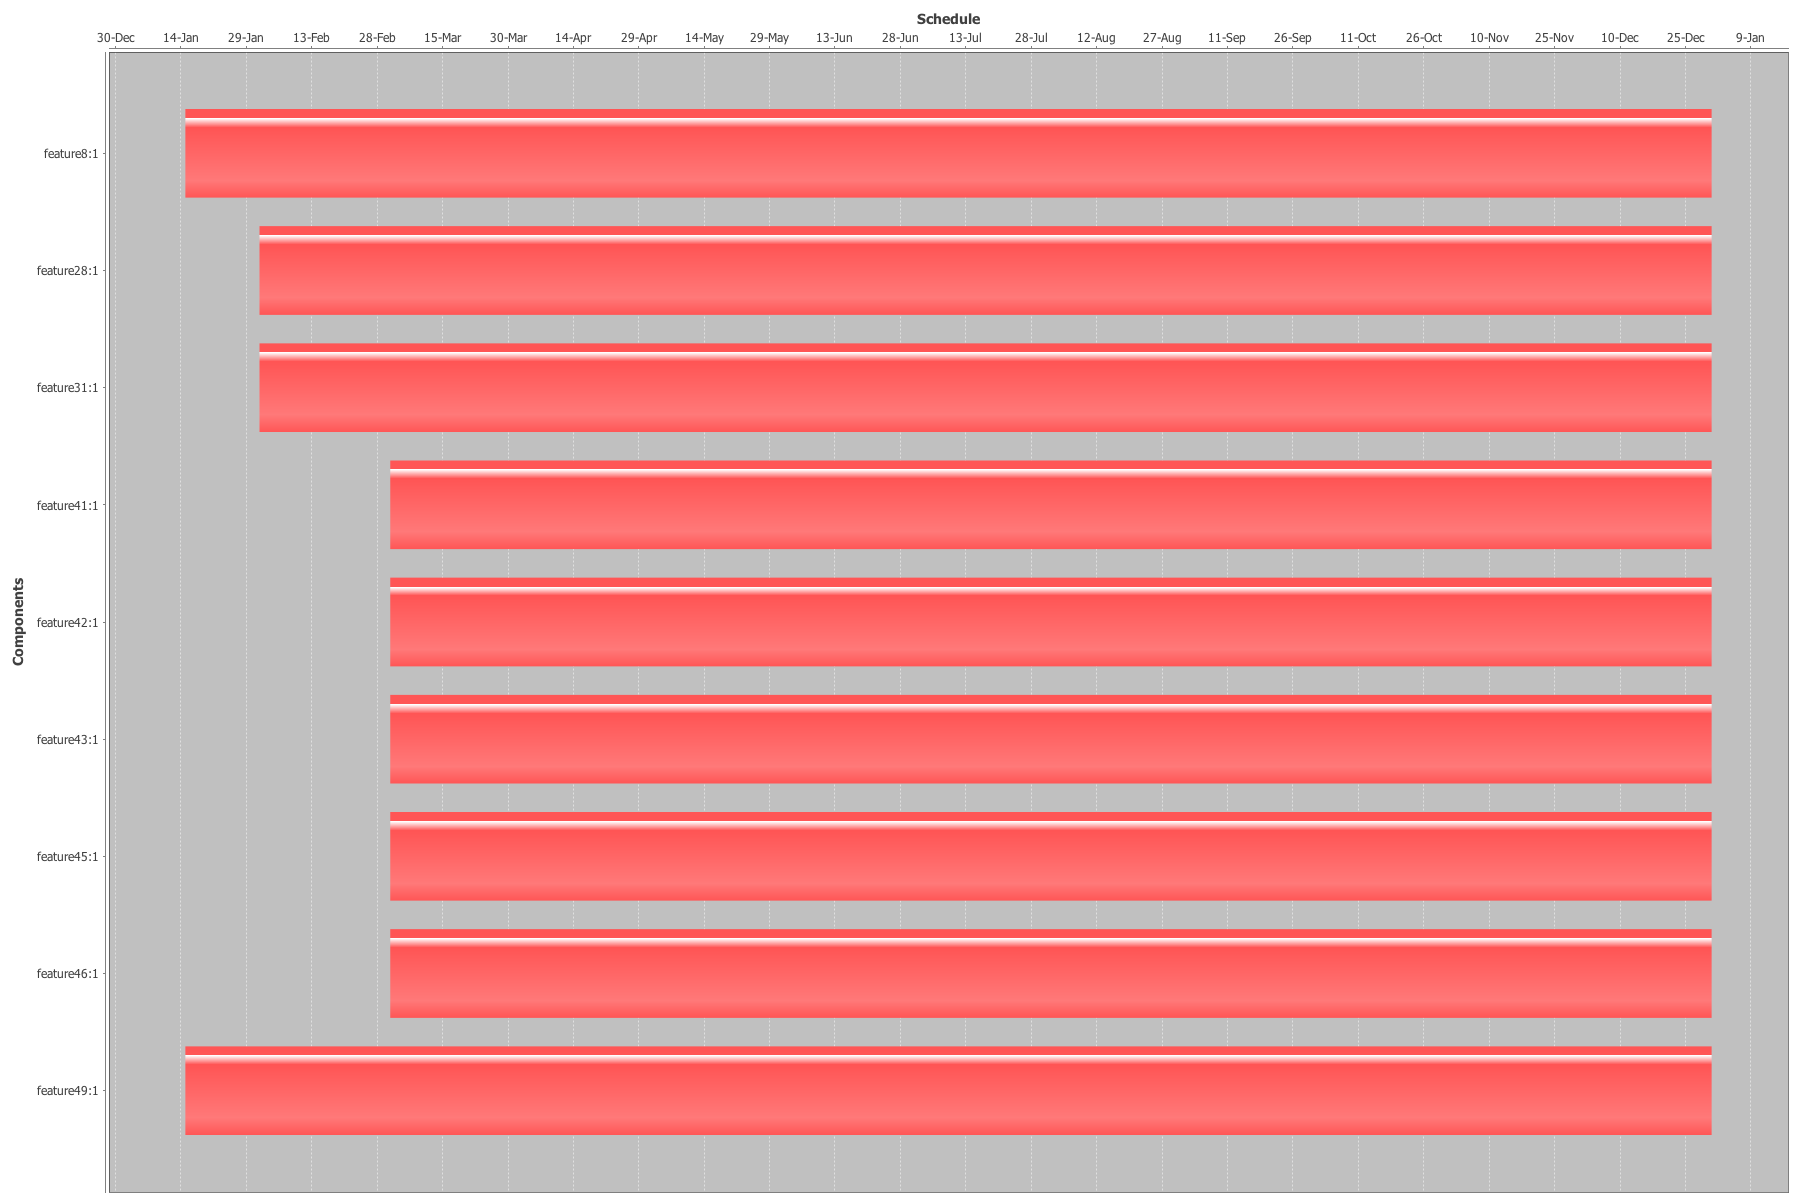 Schedule
30-Dec 14-Jan 29-Jan 13-Feb 28-Feb 15-Mar 30-Mar 14-Apr 29-Apr 14-May 29-May 13-Jun 28-Jun 13-Jul 28-Jul 12-Aug 27-Aug 11-Sep 26-Sep 11-Oct 26-Oct 10-Nov 25-Nov 10-Dec 25-Dec 9-Jan
Components
feature8:1
feature28:1
feature31:1
feature41:1
feature42:1
feature43:1
feature45:1
feature46:1
feature49:1